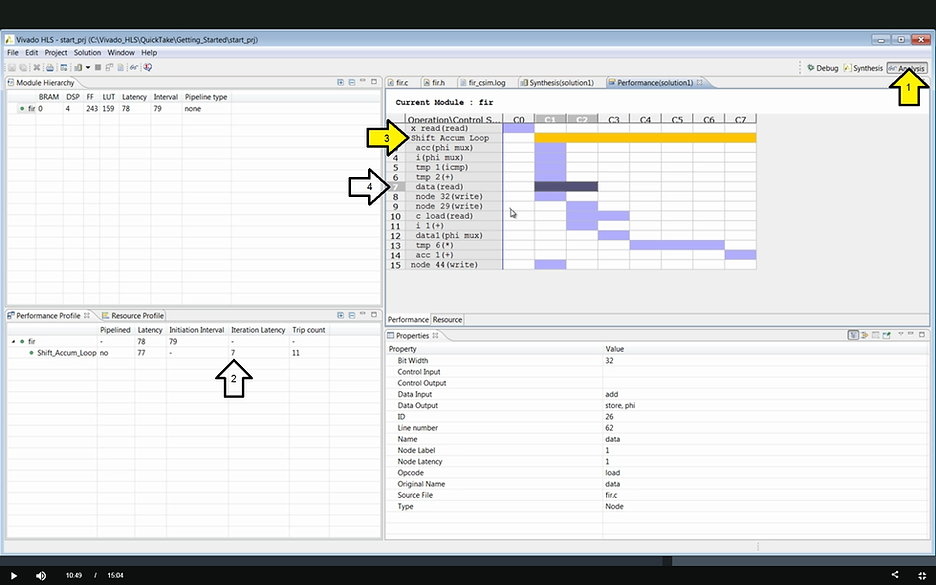 Vivado HLS - start_prj (C:\Vivado_HLS\QuickTake\Getting_Started\start_prj)
File Edit Project Solution Window Help
Debug Synthesis Analysis
1
Module Hierarchy
BRAM DSP FF LUT Latency Interval Pipeline type
fir 0 4 243 159 78 79 none
fir.c fir.h fir_csim.log Synthesis(solution1) Performance(solution1)
Current Module : fir
Operation\Control S... C0 C1 C2 C3 C4 C5 C6 C7
x read(read)
3
Shift Accum Loop
acc(phi mux)
4 i(phi mux)
5 tmp 1(icmp)
6 tmp 2(+)
4
7 data(read)
8 node 32(write)
9 node 29(write)
10 c load(read)
11 i 1(+)
12 data1(phi mux)
13 tmp 6(*)
14 acc 1(+)
15 node 44(write)
Performance Resource
Performance Profile Resource Profile
Pipelined Latency Initiation Interval Iteration Latency Trip count
fir - 78 79 - -
Shift_Accum_Loop no 77 - 7 11
2
Properties
Property Value
Bit Width 32
Control Input
Control Output
Data Input add
Data Output store, phi
ID 26
Line number 62
Name data
Node Label 1
Node Latency 1
Opcode load
Original Name data
Source File fir.c
Type Node
10:49 / 15:04